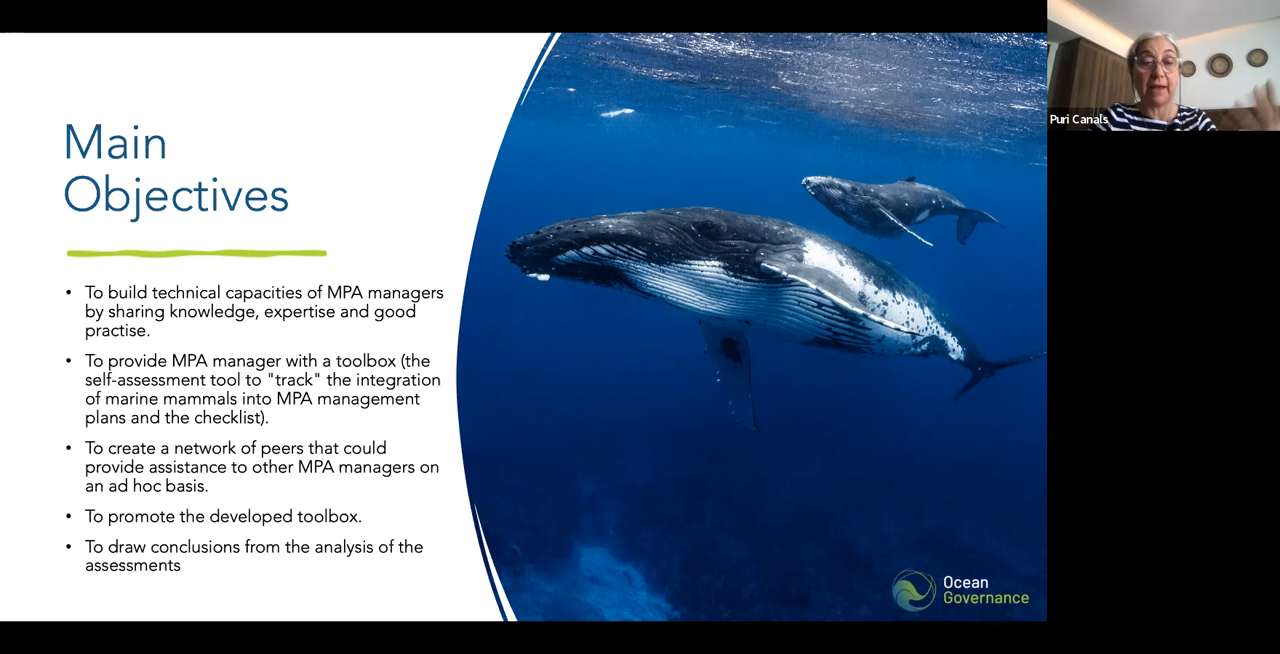 Main
Objectives
• To build technical capacities of MPA managers
by sharing knowledge, expertise and good
practise.
• To provide MPA manager with a toolbox (the
self-assessment tool to "track" the integration
of marine mammals into MPA management
plans and the checklist).
• To create a network of peers that could
provide assistance to other MPA managers on
an ad hoc basis.
• To promote the developed toolbox.
• To draw conclusions from the analysis of the
assessments
Ocean
Governance
Puri Canals